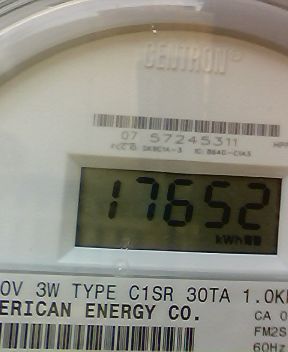 CENTRON®
07 57245311
17652
kWh
0V 3W TYPE C1SR 30TA 1.0K
ERICAN ENERGY CO.
CA 0
FM2S
60Hz